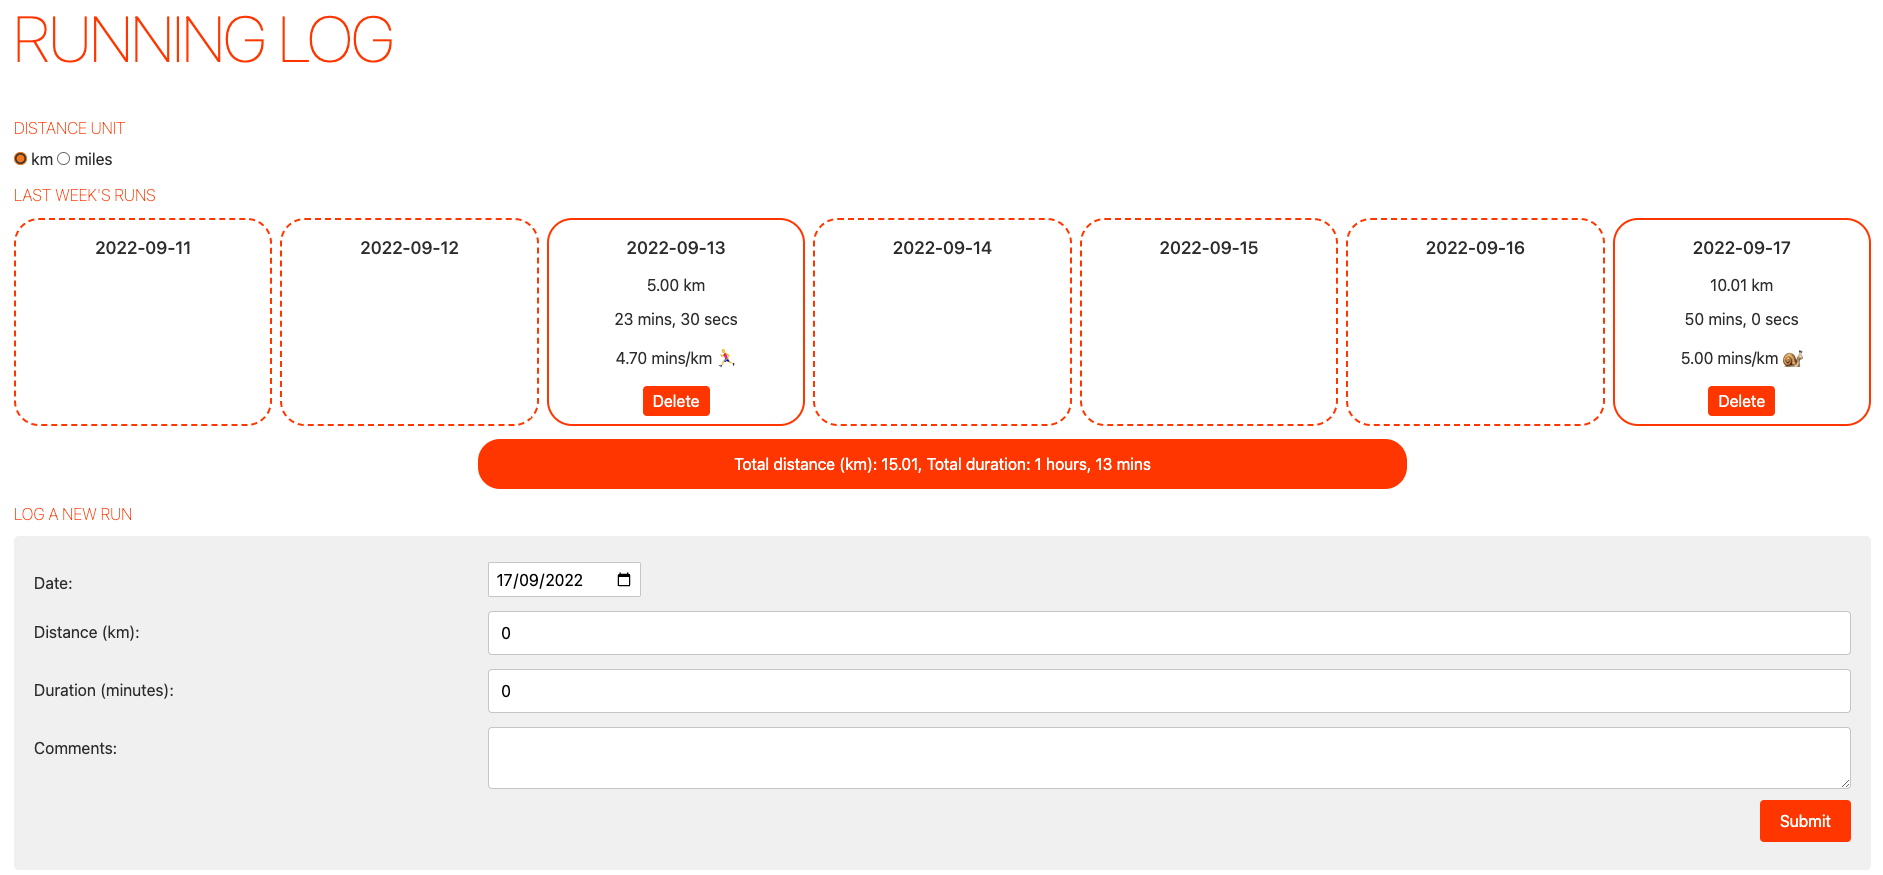 RUNNING LOG
DISTANCE UNIT
km miles
LAST WEEK'S RUNS
2022-09-11
2022-09-12
2022-09-13
5.00 km
23 mins, 30 secs
4.70 mins/km 🏃‍♀️
Delete
2022-09-14
2022-09-15
2022-09-16
2022-09-17
10.01 km
50 mins, 0 secs
5.00 mins/km 🐌
Delete
Total distance (km): 15.01, Total duration: 1 hours, 13 mins
LOG A NEW RUN
Date:
17/09/2022
Distance (km):
0
Duration (minutes):
0
Comments:
Submit